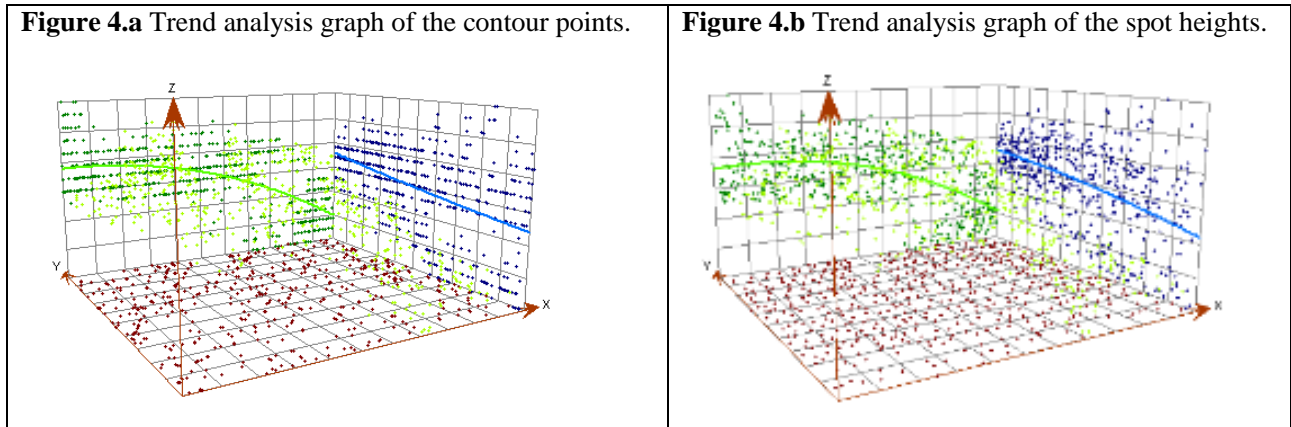 Figure 4.a Trend analysis graph of the contour points.
Z
Y
X
Figure 4.b Trend analysis graph of the spot heights.
Z
Y
X